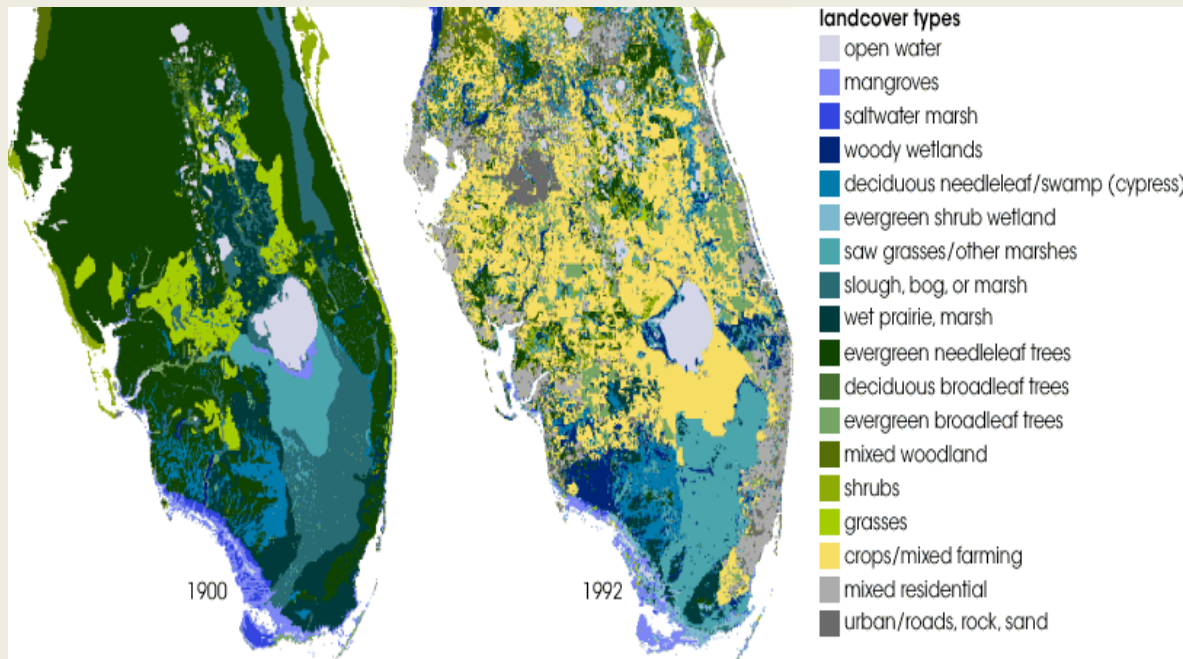 landcover types
open water
mangroves
saltwater marsh
woody wetlands
deciduous needleleaf/swamp (cypress)
evergreen shrub wetland
saw grasses/other marshes
slough, bog, or marsh
wet prairie, marsh
evergreen needleleaf trees
deciduous broadleaf trees
evergreen broadleaf trees
mixed woodland
shrubs
grasses
crops/mixed farming
mixed residential
urban/roads, rock, sand
1900
1992